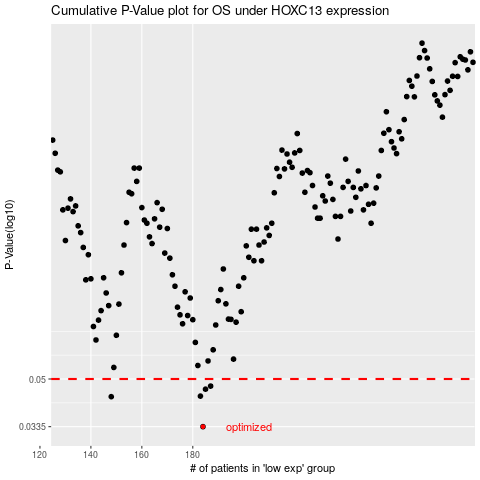 Cumulative P-Value plot for OS under HOXC13 expression
P-Value(log10)
0.05
0.0335
optimized
120 140 160 180
# of patients in 'low exp' group